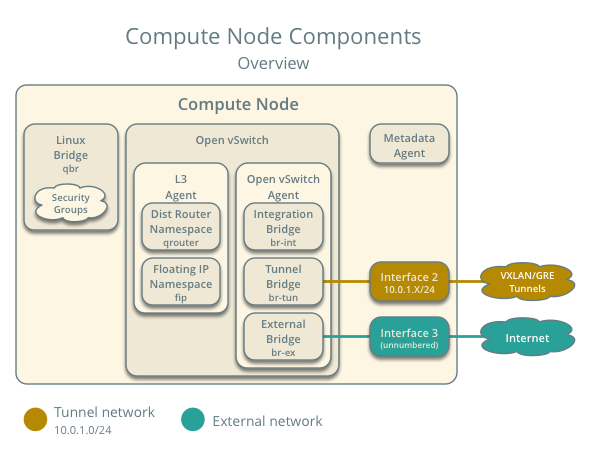 Compute Node Components
Overview
Compute Node
Linux
Bridge
qbr
Security
Groups
Open vSwitch
L3
Agent
Dist Router
Namespace
qrouter
Floating IP
Namespace
fip
Open vSwitch
Agent
Integration
Bridge
br-int
Tunnel
Bridge
br-tun
External
Bridge
br-ex
Metadata
Agent
Interface 2
10.0.1.X/24
VXLAN/GRE
Tunnels
Interface 3
(unnumbered)
Internet
Tunnel network
10.0.1.0/24
External network